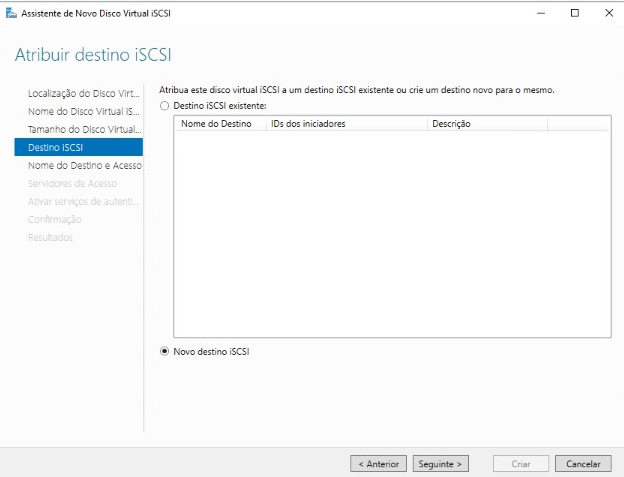 Assistente de Novo Disco Virtual iSCSI
Atribuir destino iSCSI
Localização do Disco Virt...
Nome do Disco Virtual iS...
Tamanho do Disco Virtual...
Destino iSCSI
Nome do Destino e Acesso
Servidores de Acesso
Ativar serviços de autenti...
Confirmação
Resultados
Atribua este disco virtual iSCSI a um destino iSCSI existente ou crie um destino novo para o mesmo.
Destino iSCSI existente:
Nome do Destino IDs dos iniciadores Descrição
Novo destino iSCSI
< Anterior Seguinte > Criar Cancelar